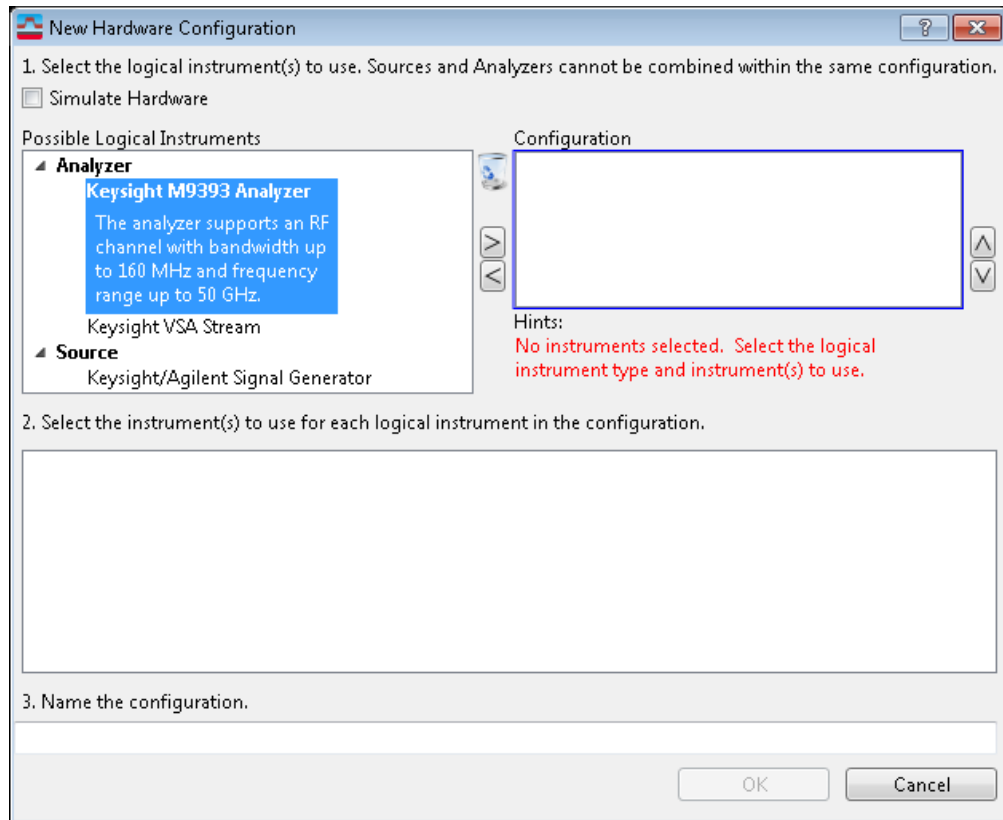 New Hardware Configuration
?
1. Select the logical instrument(s) to use. Sources and Analyzers cannot be combined within the same configuration.
Simulate Hardware
Possible Logical Instruments
Analyzer
Keysight M9393 Analyzer
The analyzer supports an RF
channel with bandwidth up
to 160 MHz and frequency
range up to 50 GHz.
Keysight VSA Stream
Source
Keysight/Agilent Signal Generator
>
<
Configuration
Hints:
No instruments selected. Select the logical
instrument type and instrument(s) to use.
2. Select the instrument(s) to use for each logical instrument in the configuration.
3. Name the configuration.
OK
Cancel